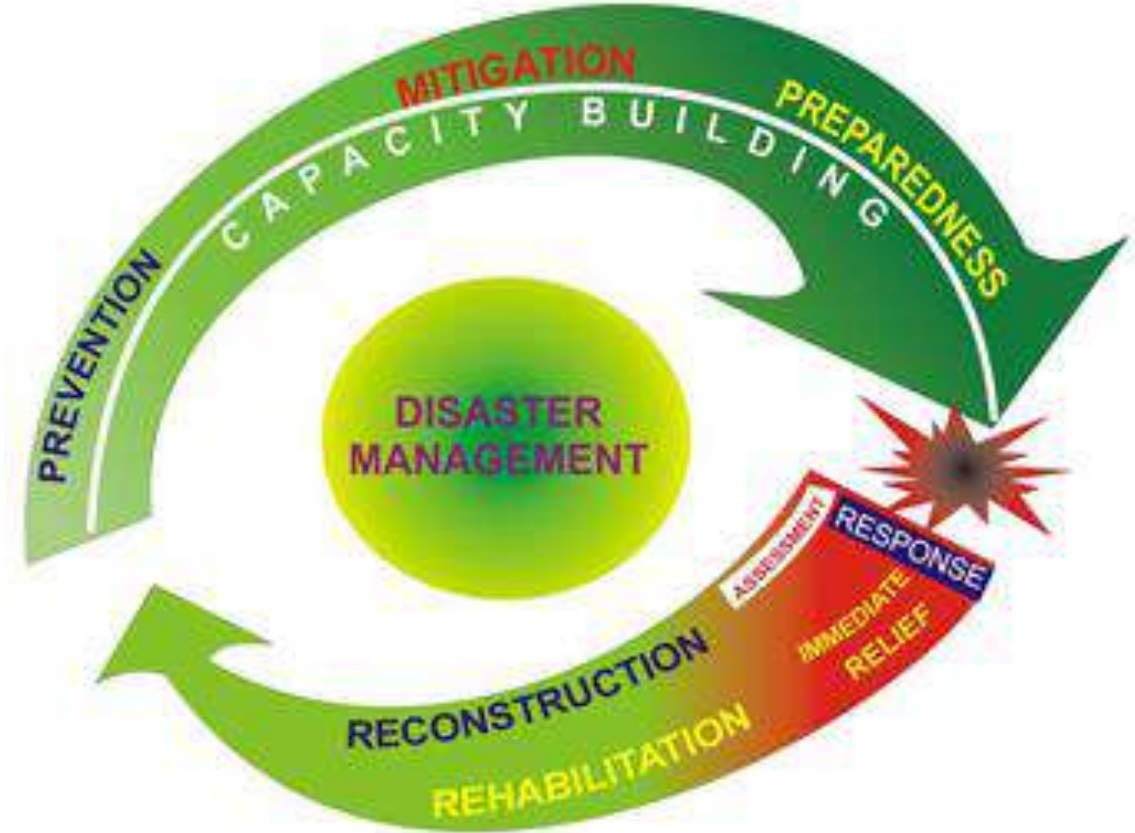 MITIGATION
PREPAREDNESS
CAPACITY BUILDING
PREVENTION
DISASTER
MANAGEMENT
RESPONSE
ASSESSMENT
IMMEDIATE
RELIEF
RECONSTRUCTION
REHABILITATION